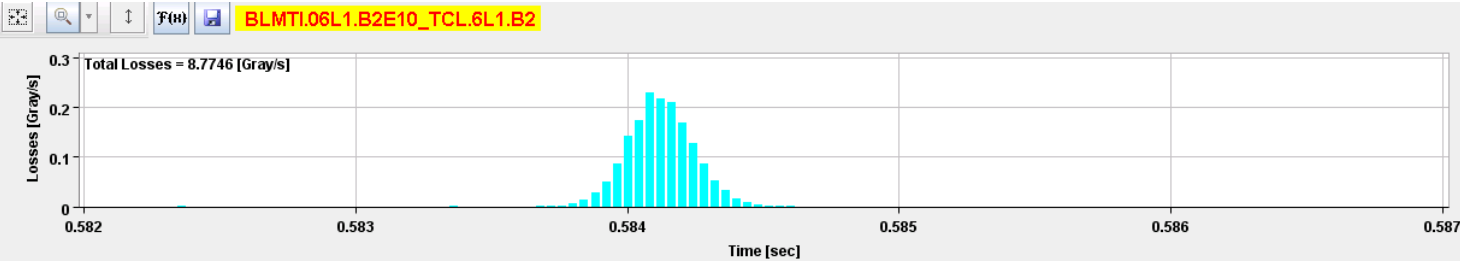 𝓕(x)
BLMTI.06L1.B2E10_TCL.6L1.B2
Total Losses = 8.7746 [Gray/s]
Losses [Gray/s]
0.3
0.2
0.1
0
0.582 0.583 0.584 0.585 0.586 0.587
Time [sec]